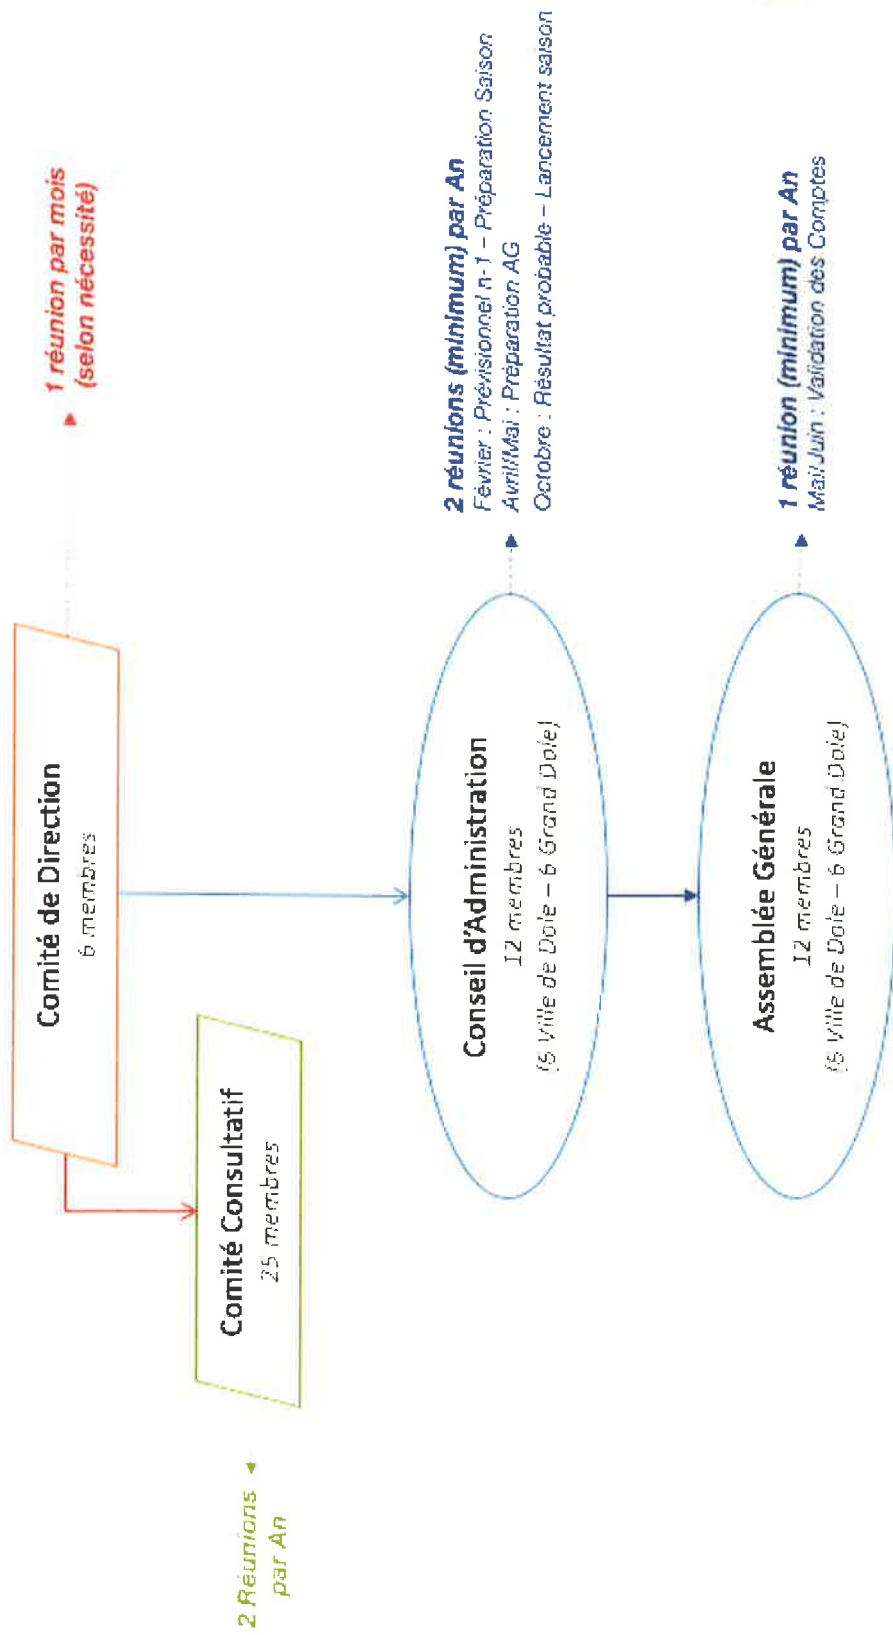 Comité de Direction
6 membres
1 réunion par mois
(selon nécessité)
Comité Consultatif
25 membres
2 Réunions
par An
Conseil d'Administration
12 membres
(6 Ville de Dole – 6 Grand Dole)
2 réunions (minimum) par An
Février : Prévisionnel n-1 – Préparation Saison
Avril/Mai : Préparation AG
Octobre : Résultat probable – Lancement saison
Assemblée Générale
12 membres
(6 Ville de Dole – 6 Grand Dole)
1 réunion (minimum) par An
Mai/Juin : Validation des Comptes